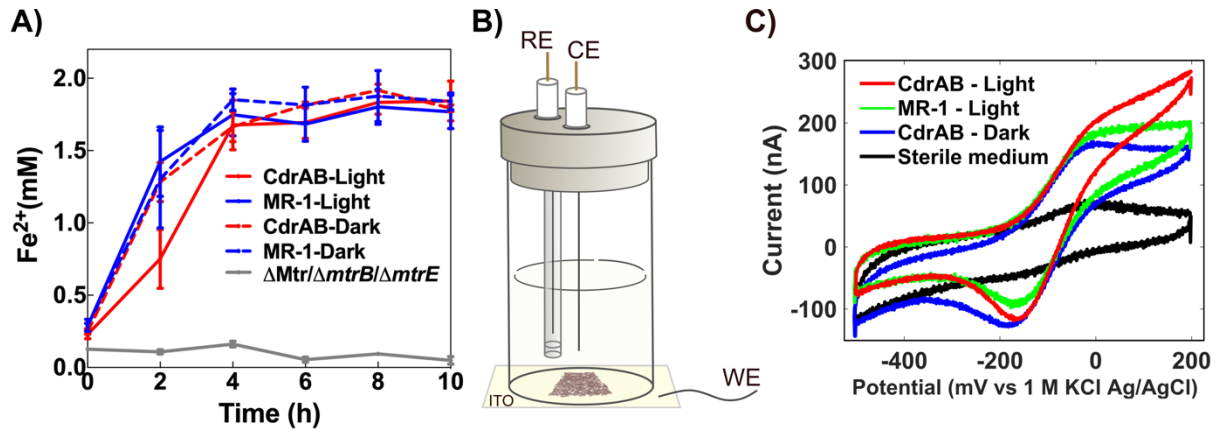 A)
Fe²⁺(mM)
2.0
1.5
1.0
0.5
0.0
0 2 4 6 8 10
Time (h)
CdrAB-Light
MR-1-Light
CdrAB-Dark
MR-1-Dark
ΔMtr/ΔmtrB/ΔmtrE
B)
RE
CE
WE
ITO
C)
Current (nA)
300
200
100
0
-100
-400 -200 0 200
Potential (mV vs 1 M KCl Ag/AgCl)
CdrAB - Light
MR-1 - Light
CdrAB - Dark
Sterile medium